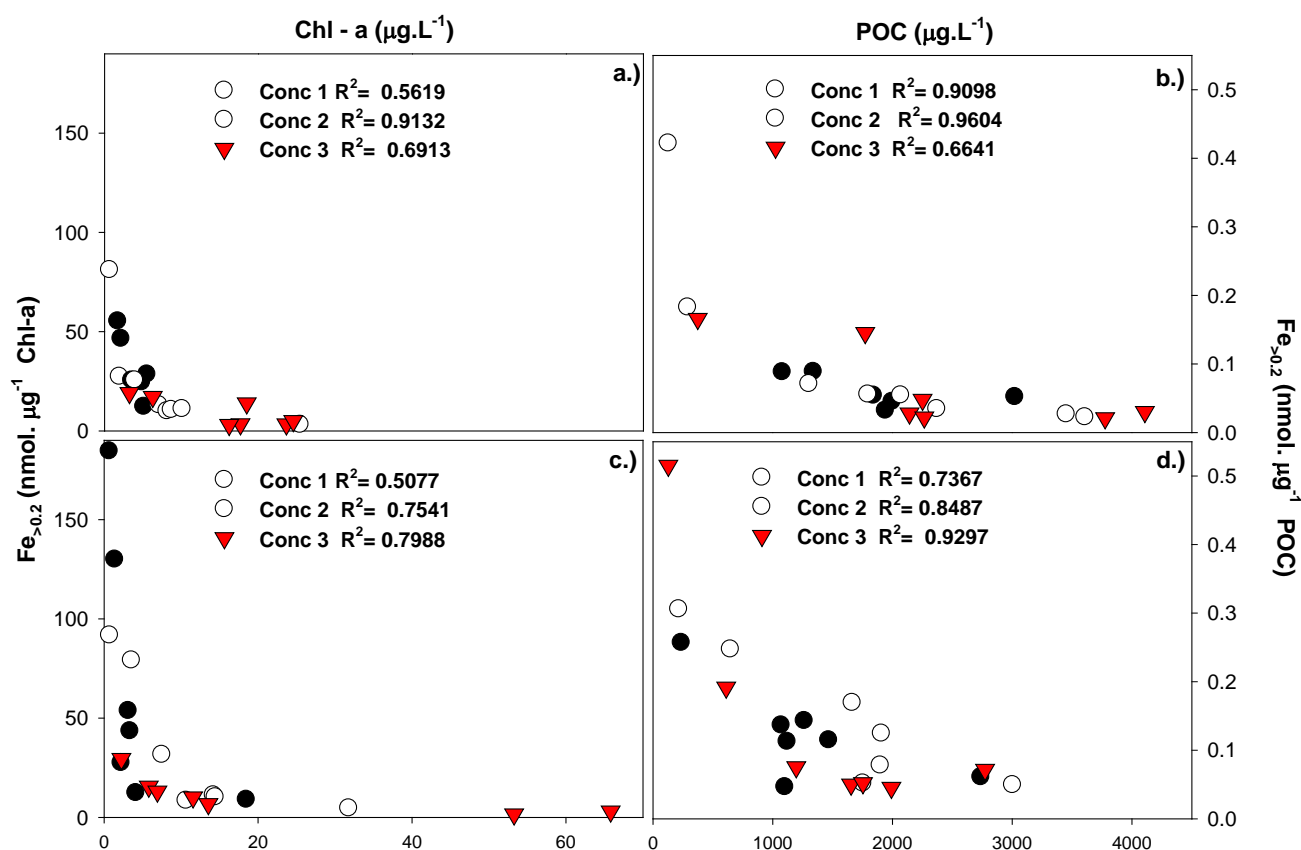 Chl - a (μg.L⁻¹)
POC (μg.L⁻¹)
a.)
Conc 1 R²= 0.5619
Conc 2 R²= 0.9132
Conc 3 R²= 0.6913
150
100
50
0
b.)
Conc 1 R²= 0.9098
Conc 2 R²= 0.9604
Conc 3 R²= 0.6641
0.5
0.4
0.3
0.2
0.1
0.0
c.)
Conc 1 R²= 0.5077
Conc 2 R²= 0.7541
Conc 3 R²= 0.7988
150
100
50
0
0 20 40 60
d.)
Conc 1 R²= 0.7367
Conc 2 R²= 0.8487
Conc 3 R²= 0.9297
0.5
0.4
0.3
0.2
0.1
0.0
0 1000 2000 3000 4000
Fe>0.2 (nmol. μg⁻¹ Chl-a)
Fe>0.2 (nmol. μg⁻¹ POC)